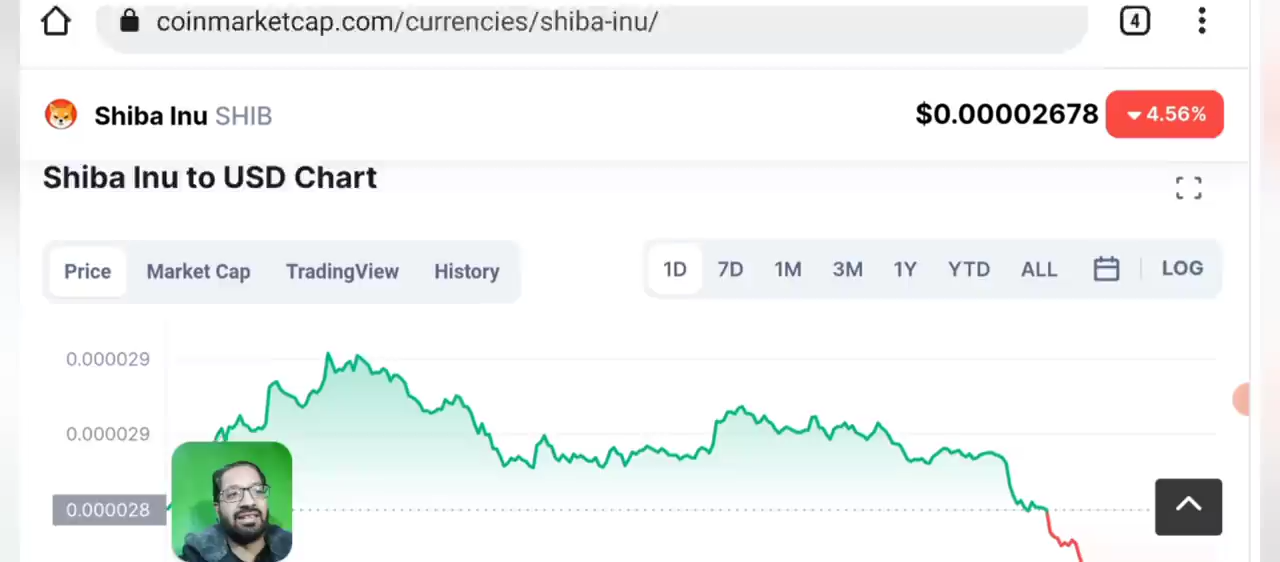 coinmarketcap.com/currencies/shiba-inu/
4
Shiba Inu SHIB
$0.00002678
4.56%
Shiba Inu to USD Chart
Price Market Cap TradingView History
1D 7D 1M 3M 1Y YTD ALL LOG
0.000029
0.000029
0.000028